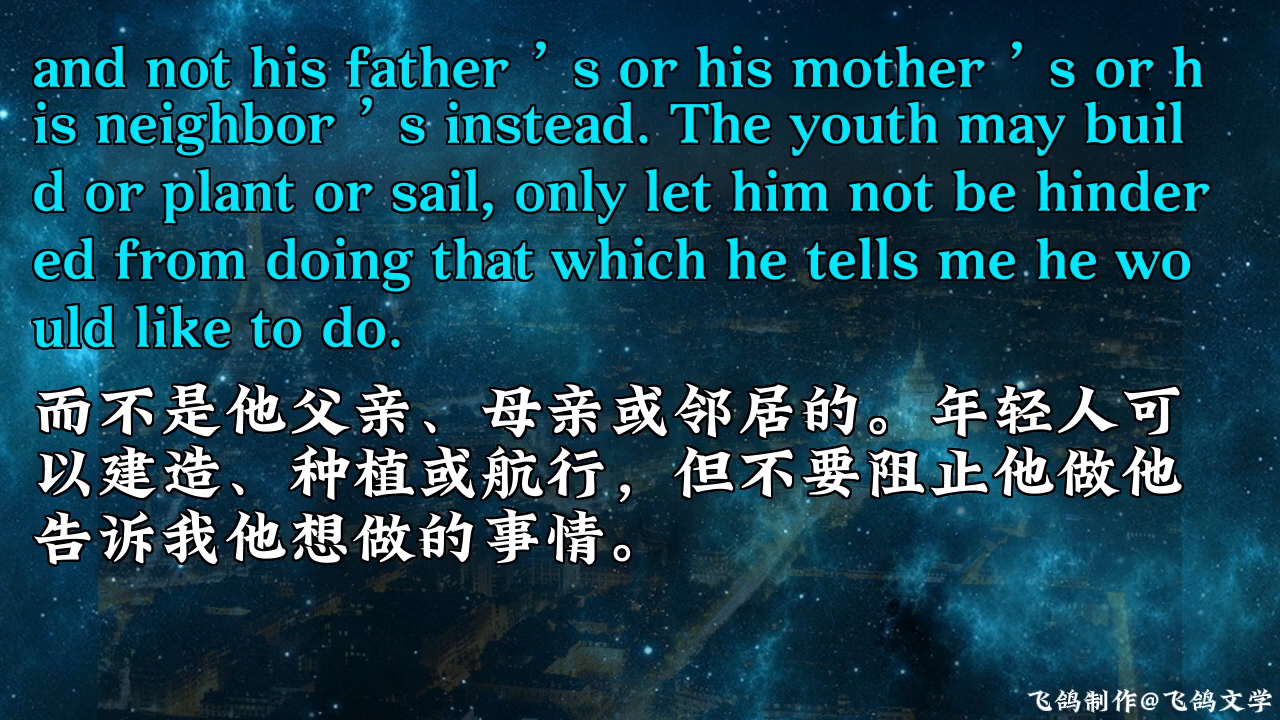 and not his father ’ s or his mother ’ s or h
is neighbor ’ s instead. The youth may buil
d or plant or sail, only let him not be hinder
ed from doing that which he tells me he wo
uld like to do.
而不是他父亲、母亲或邻居的。年轻人可
以建造、种植或航行，但不要阻止他做他
告诉我他想做的事情。
飞鸽制作@飞鸽文学